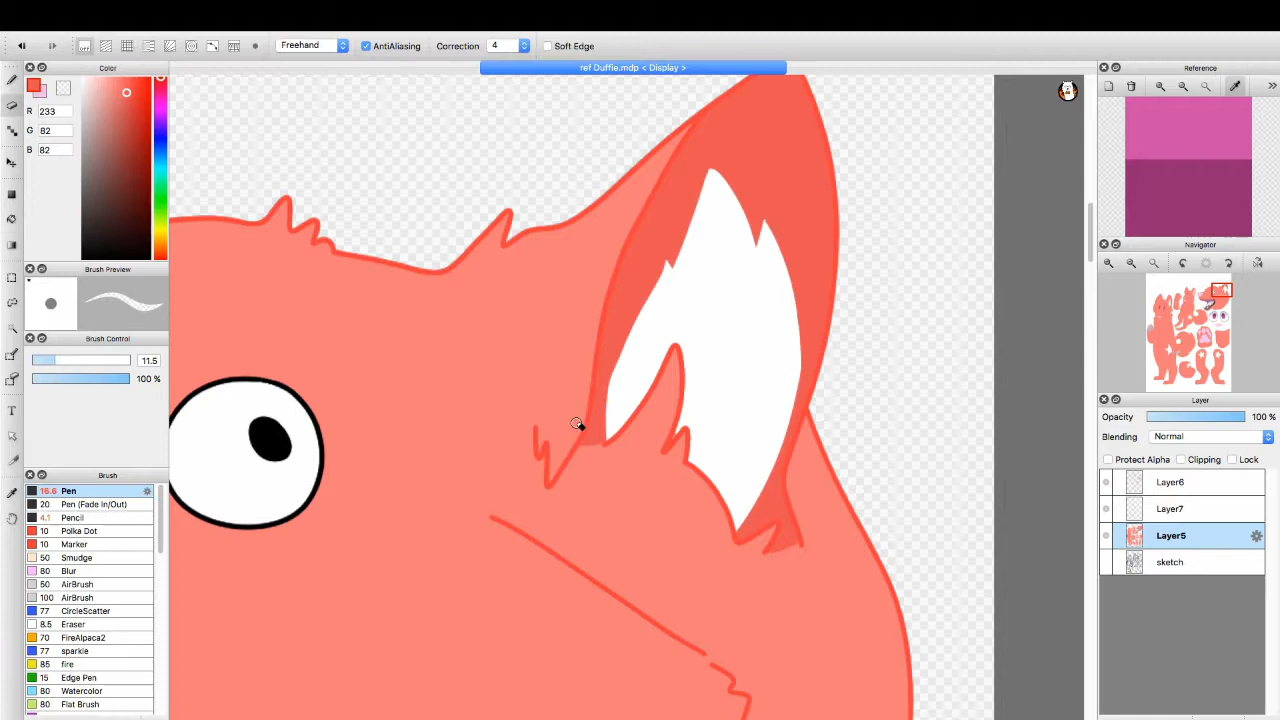 Freehand AntiAliasing Correction 4 Soft Edge
ref Duffie.mdp < Display >
Color
R 233
G 82
B 82
Brush Preview
Brush Control
11.5
100 %
Brush
16.6 Pen
20 Pen (Fade In/Out)
4.1 Pencil
10 Polka Dot
10 Marker
50 Smudge
80 Blur
50 AirBrush
100 AirBrush
77 CircleScatter
8.5 Eraser
70 FireAlpaca2
77 sparkle
85 fire
15 Edge Pen
80 Watercolor
80 Flat Brush
Reference
Navigator
Layer
Opacity 100 %
Blending Normal
Protect Alpha Clipping Lock
Layer6
Layer7
Layer5
sketch
T